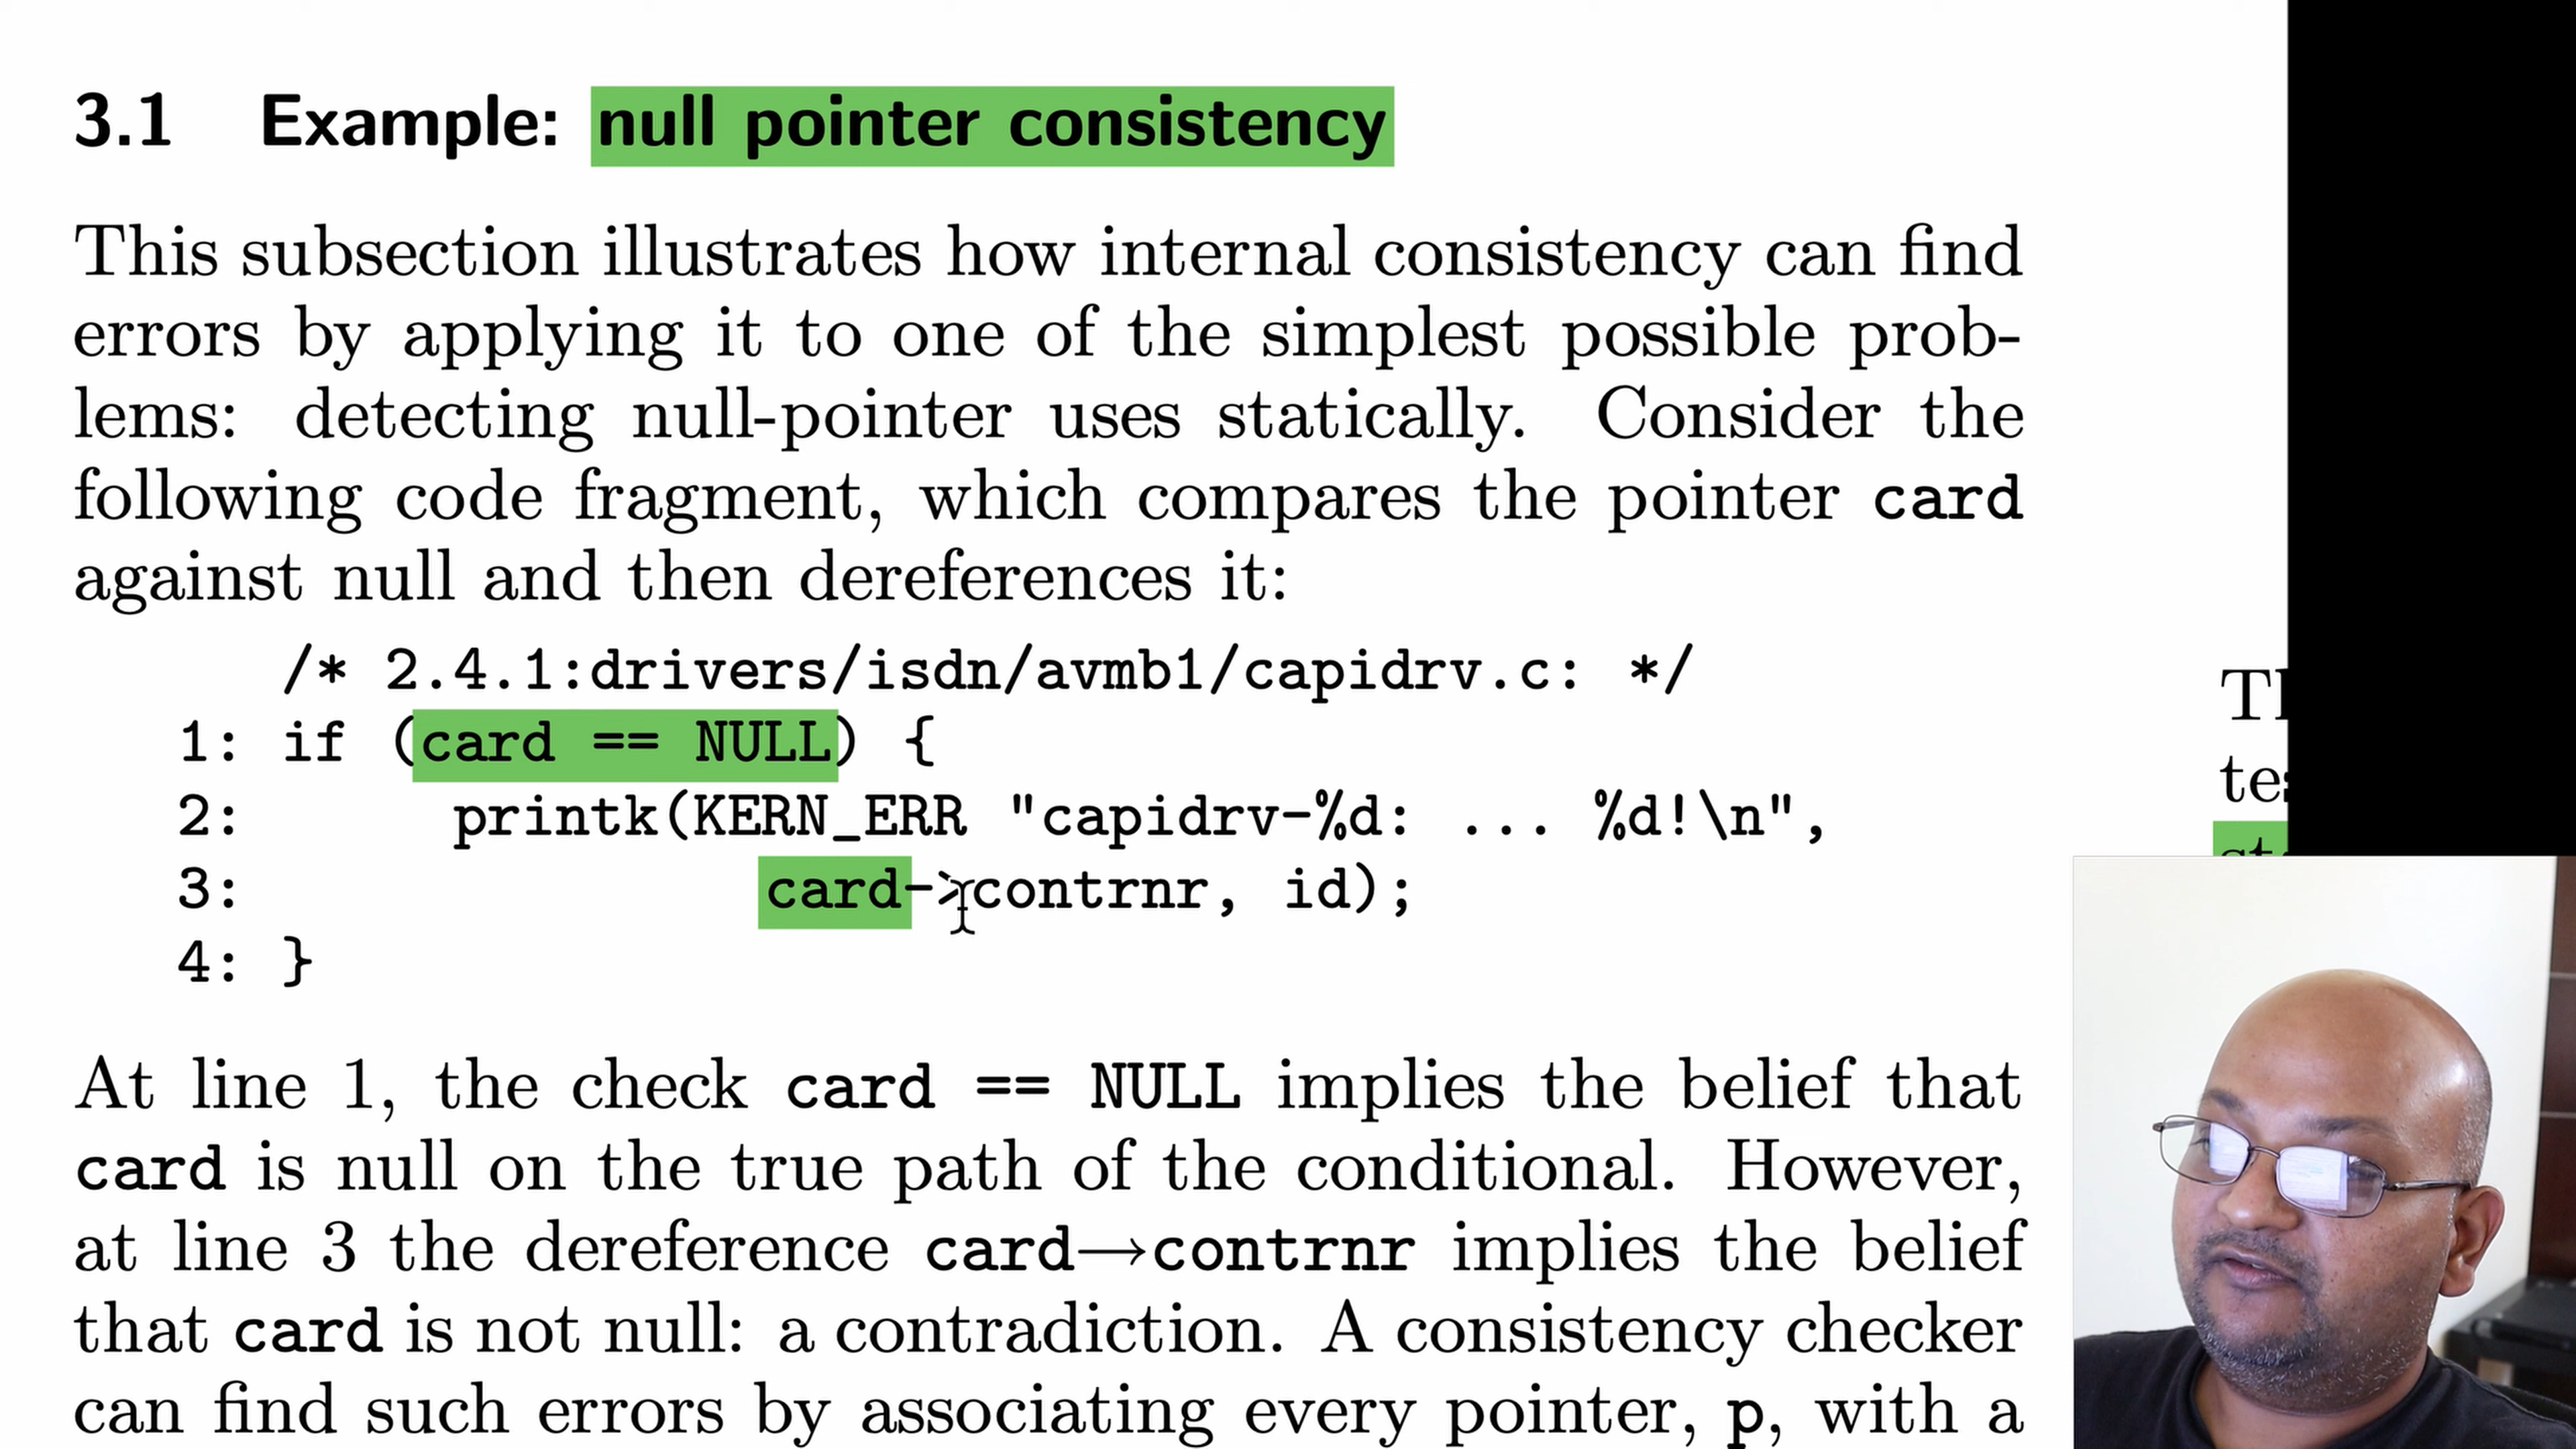 3.1 Example: null pointer consistency
This subsection illustrates how internal consistency can find
errors by applying it to one of the simplest possible prob-
lems: detecting null-pointer uses statically. Consider the
following code fragment, which compares the pointer card
against null and then dereferences it:
/* 2.4.1:drivers/isdn/avmb1/capidrv.c: */
1: if (card == NULL) {
2: printk(KERN_ERR "capidrv-%d: ... %d!\n",
3: card->contrnr, id);
4: }
At line 1, the check card == NULL implies the belief that
card is null on the true path of the conditional. However,
at line 3 the dereference card→contrnr implies the belief
that card is not null: a contradiction. A consistency checker
can find such errors by associating every pointer, p, with a